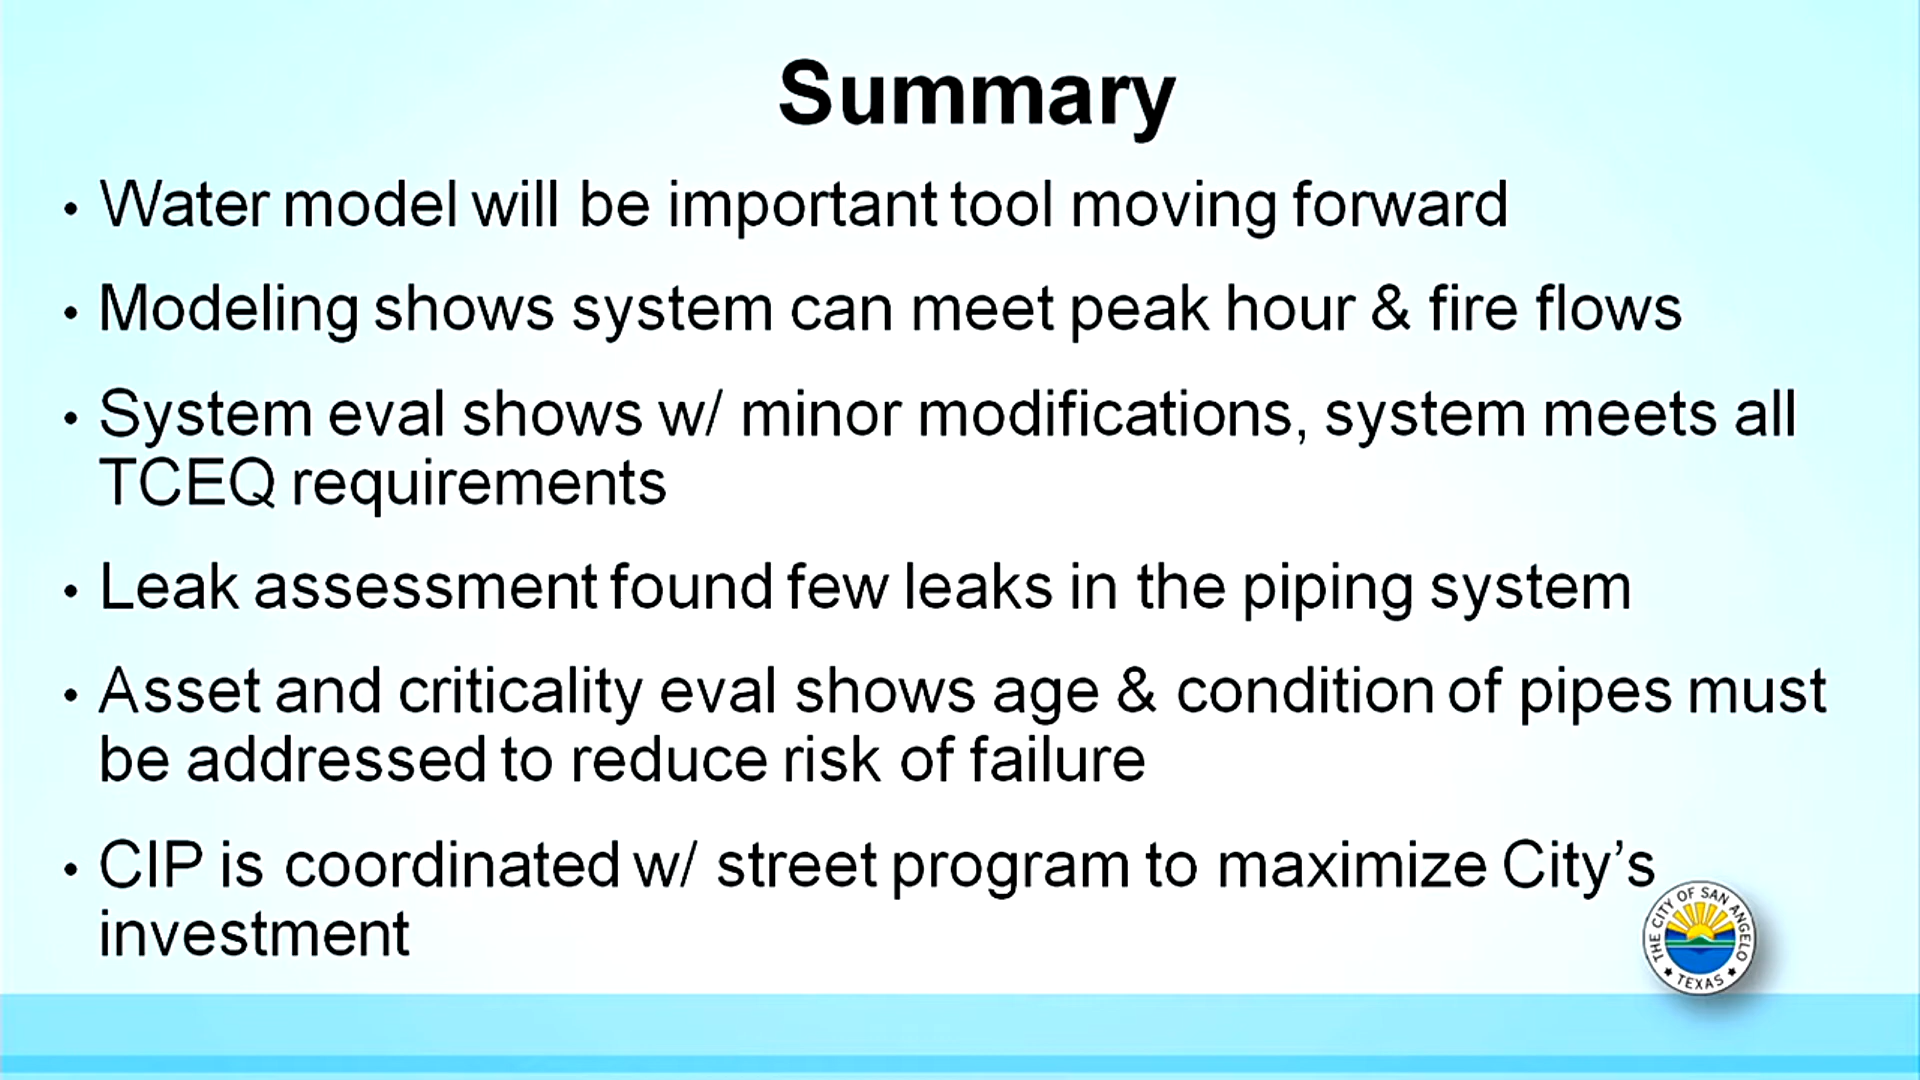 Summary
• Water model will be important tool moving forward
• Modeling shows system can meet peak hour & fire flows
• System eval shows w/ minor modifications, system meets all
TCEQ requirements
• Leak assessment found few leaks in the piping system
• Asset and criticality eval shows age & condition of pipes must
be addressed to reduce risk of failure
• CIP is coordinated w/ street program to maximize City’s
investment
THE CITY OF SAN ANGELO
TEXAS